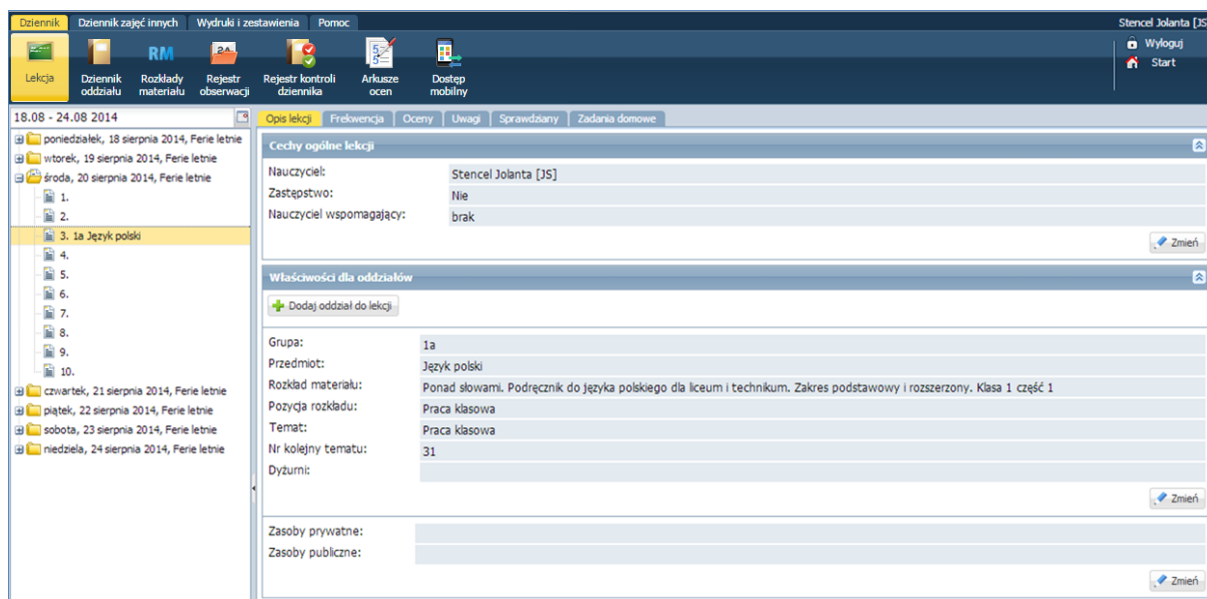 Dziennik Dziennik zajęć innych Wydruki i zestawienia Pomoc Stencel Jolanta [JS
Lekcja Dziennik oddziału RM Rozkłady materiału Rejestr obserwacji Rejestr kontroli dziennika Arkusze ocen Dostęp mobilny
Wyloguj
Start
18.08 - 24.08 2014
poniedziałek, 18 sierpnia 2014, Ferie letnie
wtorek, 19 sierpnia 2014, Ferie letnie
środa, 20 sierpnia 2014, Ferie letnie
1.
2.
3. 1a Język polski
4.
5.
6.
7.
8.
9.
10.
czwartek, 21 sierpnia 2014, Ferie letnie
piątek, 22 sierpnia 2014, Ferie letnie
sobota, 23 sierpnia 2014, Ferie letnie
niedziela, 24 sierpnia 2014, Ferie letnie
Opis lekcji Frekwencja Oceny Uwagi Sprawdziany Zadania domowe
Cechy ogólne lekcji
Nauczyciel: Stencel Jolanta [JS]
Zastępstwo: Nie
Nauczyciel wspomagający: brak
Zmień
Właściwości dla oddziałów
Dodaj oddział do lekcji
Grupa: 1a
Przedmiot: Język polski
Rozkład materiału: Ponad słowami. Podręcznik do języka polskiego dla liceum i technikum. Zakres podstawowy i rozszerzony. Klasa 1 część 1
Pozycja rozkładu: Praca klasowa
Temat: Praca klasowa
Nr kolejny tematu: 31
Dyżurni:
Zmień
Zasoby prywatne:
Zasoby publiczne:
Zmień